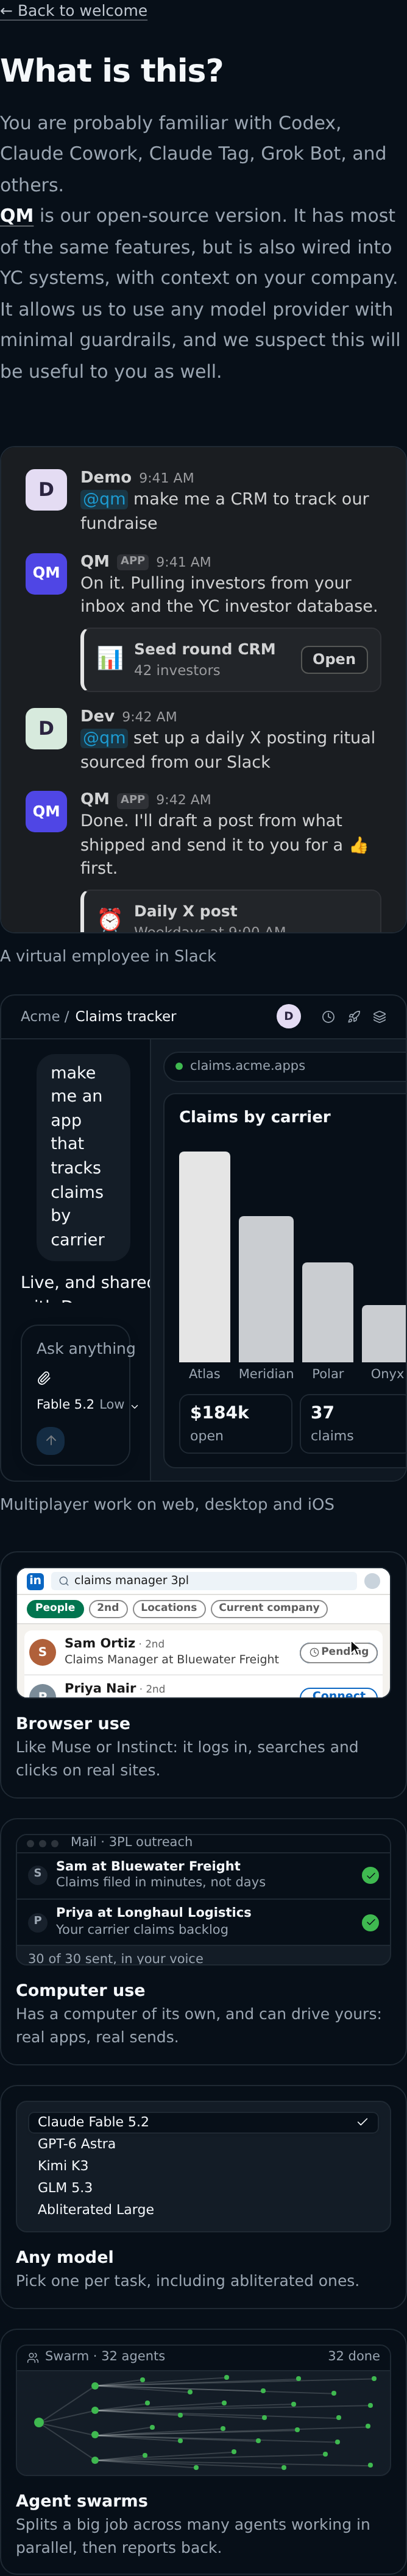 ← Back to welcome
What is this?
You are probably familiar with Codex,
Claude Cowork, Claude Tag, Grok Bot, and
others.
QM is our open-source version. It has most
of the same features, but is also wired into
YC systems, with context on your company.
It allows us to use any model provider with
minimal guardrails, and we suspect this will
be useful to you as well.
D
Demo 9:41 AM
@qm make me a CRM to track our
fundraise
QM
QM APP 9:41 AM
On it. Pulling investors from your
inbox and the YC investor database.
Seed round CRM
42 investors
Open
D
Dev 9:42 AM
@qm set up a daily X posting ritual
sourced from our Slack
QM
QM APP 9:42 AM
Done. I'll draft a post from what
shipped and send it to you for a 👍
first.
Daily X post
Weekdays at 9:00 AM
A virtual employee in Slack
Acme / Claims tracker
D
make
me an
app
that
tracks
claims
by
carrier
Live, and shared
Ask anything
Fable 5.2 Low
claims.acme.apps
Claims by carrier
Atlas Meridian Polar Onyx
$184k
open
37
claims
Multiplayer work on web, desktop and iOS
in
claims manager 3pl
People 2nd Locations Current company
S
Sam Ortiz · 2nd
Claims Manager at Bluewater Freight
Pending
P
Priya Nair · 2nd
Connect
Browser use
Like Muse or Instinct: it logs in, searches and
clicks on real sites.
Mail · 3PL outreach
S
Sam at Bluewater Freight
Claims filed in minutes, not days
P
Priya at Longhaul Logistics
Your carrier claims backlog
30 of 30 sent, in your voice
Computer use
Has a computer of its own, and can drive yours:
real apps, real sends.
Claude Fable 5.2
GPT-6 Astra
Kimi K3
GLM 5.3
Abliterated Large
Any model
Pick one per task, including abliterated ones.
Swarm · 32 agents
32 done
Agent swarms
Splits a big job across many agents working in
parallel, then reports back.